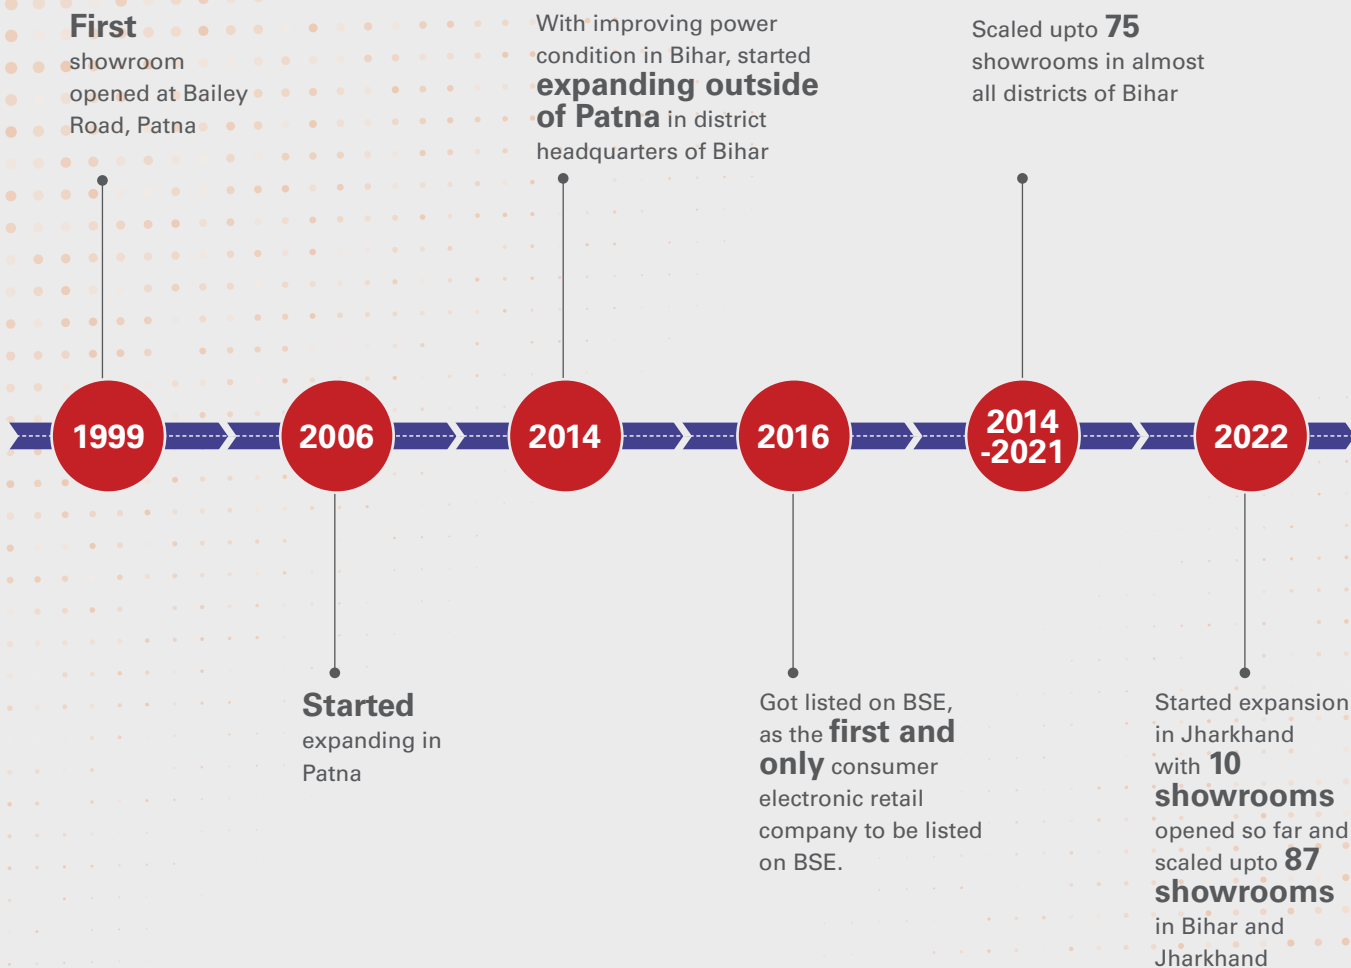 First
showroom
opened at Bailey
Road, Patna
With improving power
condition in Bihar, started
expanding outside
of Patna in district
headquarters of Bihar
Scaled upto 75
showrooms in almost
all districts of Bihar
1999
2006
2014
2016
2014
-2021
2022
Started
expanding in
Patna
Got listed on BSE,
as the first and
only consumer
electronic retail
company to be listed
on BSE.
Started expansion
in Jharkhand
with 10
showrooms
opened so far and
scaled upto 87
showrooms
in Bihar and
Jharkhand